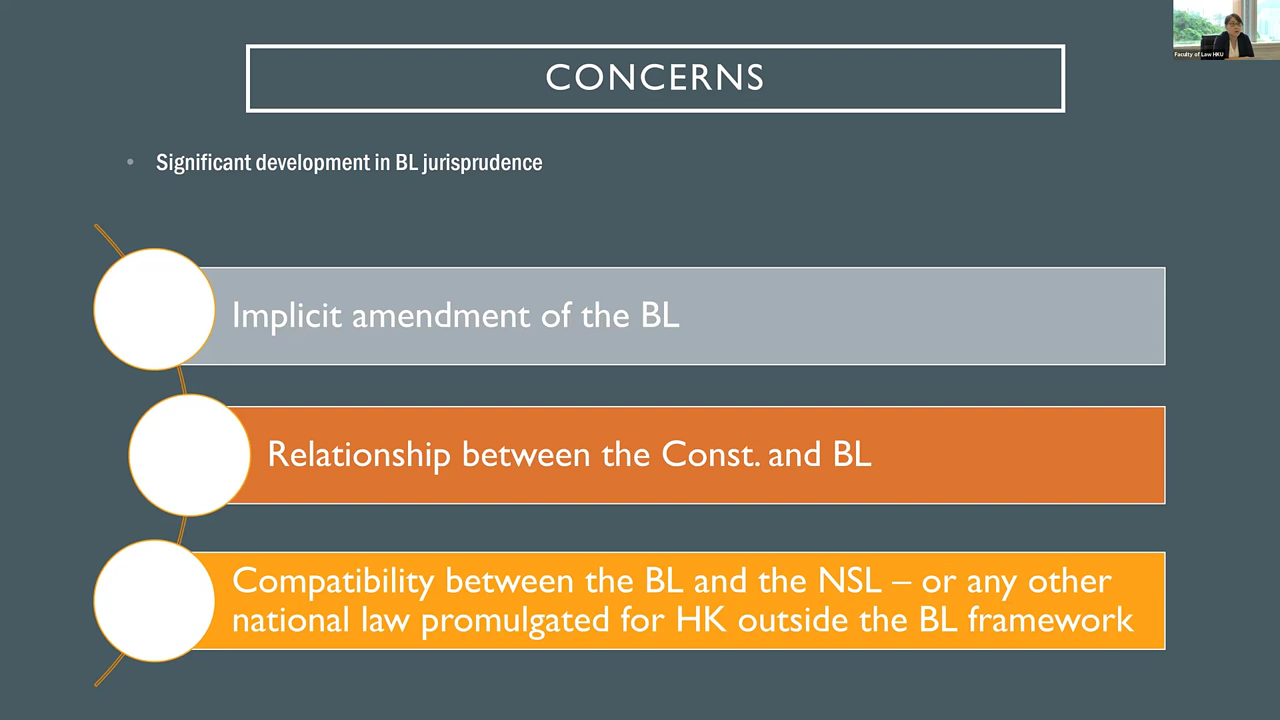 CONCERNS
Faculty of Law HKU
• Significant development in BL jurisprudence
Implicit amendment of the BL
Relationship between the Const. and BL
Compatibility between the BL and the NSL – or any other
national law promulgated for HK outside the BL framework